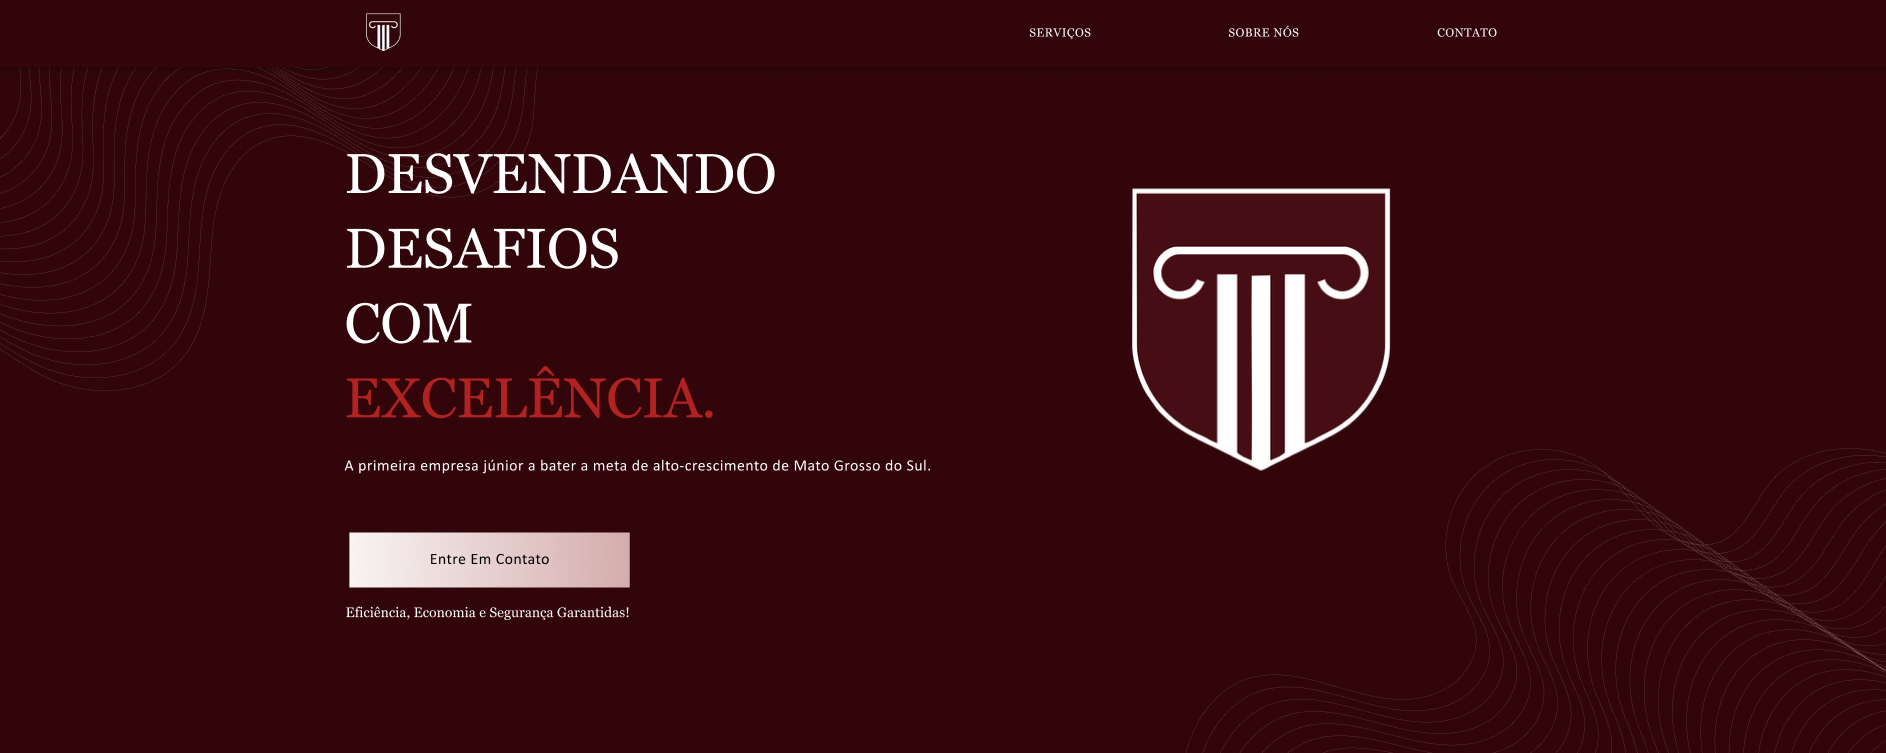 SERVIÇOS
SOBRE NÓS
CONTATO
DESVENDANDO
DESAFIOS
COM
EXCELÊNCIA.
A primeira empresa júnior a bater a meta de alto-crescimento de Mato Grosso do Sul.
Entre Em Contato
Eficiência, Economia e Segurança Garantidas!